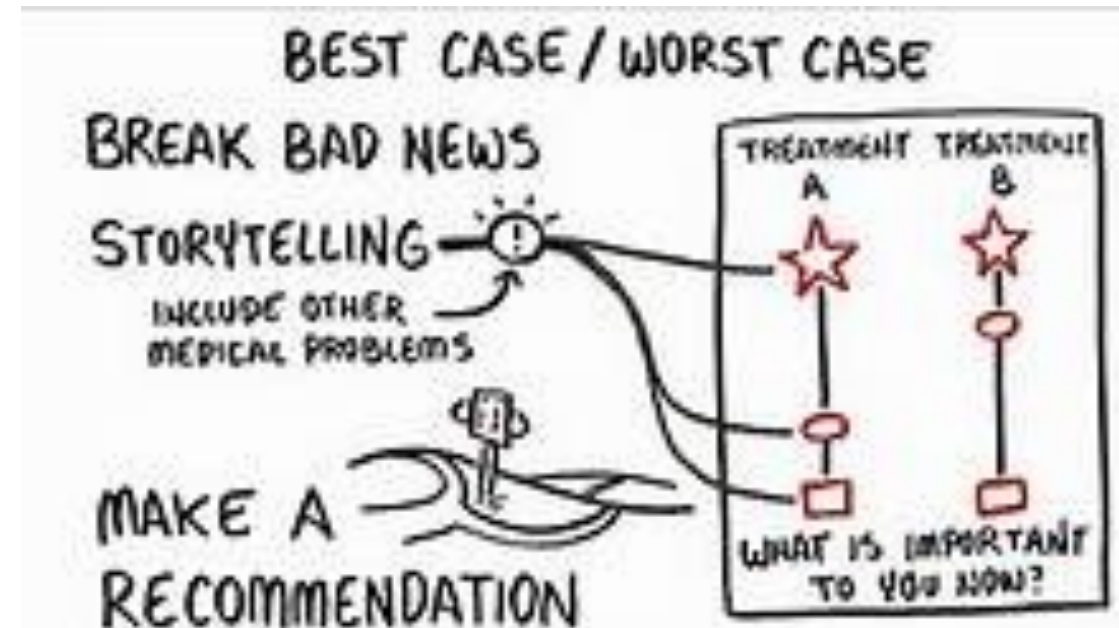 BEST CASE/WORST CASE
BREAK BAD NEWS
STORYTELLING
!
INCLUDE OTHER
MEDICAL PROBLEMS
MAKE A
RECOMMENDATION
TREATMENT TREATMENT
A B
WHAT IS IMPORTANT
TO YOU NOW?